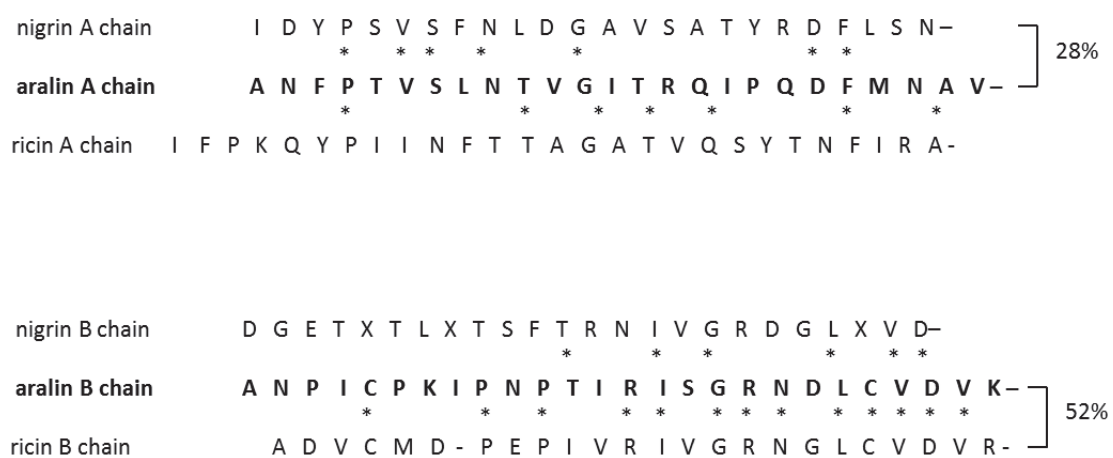 nigrin A chain I D Y P S V S F N L D G A V S A T Y R D F L S N–
* * * * * * *
28%
aralin A chain A N F P T V S L N T V G I T R Q I P Q D F M N A V–
* * * * * * *
ricin A chain I F P K Q Y P I I N F T T A G A T V Q S Y T N F I R A-
nigrin B chain D G E T X T L X T S F T R N I V G R D G L X V D–
* * * * * *
aralin B chain A N P I C P K I P N P T I R I S G R N D L C V D V K–
* * * * * * * * * * * * *
52%
ricin B chain A D V C M D - P E P I V R I V G R N G L C V D V R-